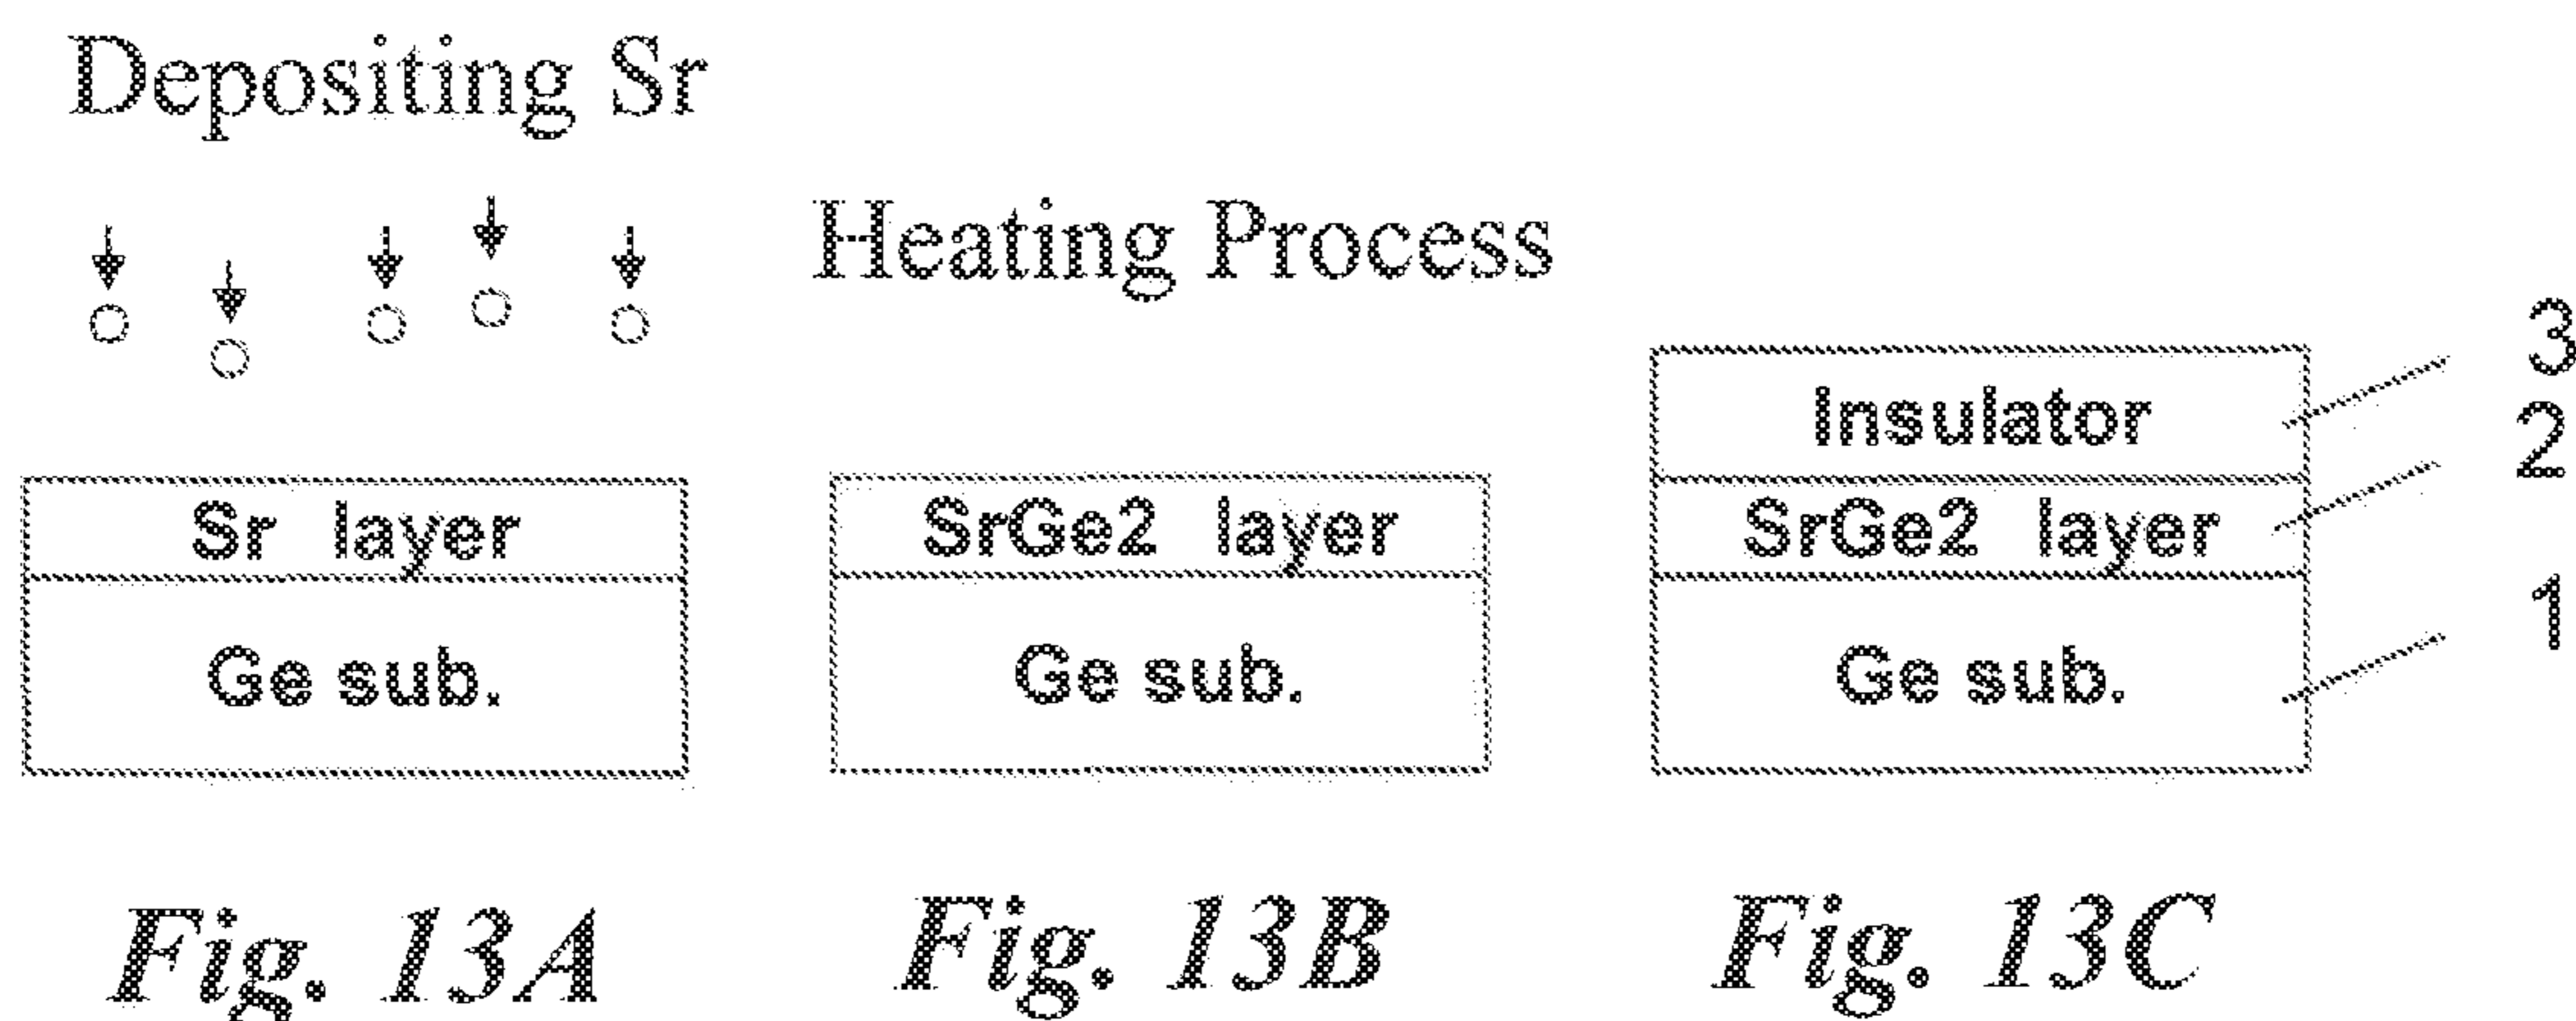 Depositing Sr
Heating Process
Sr layer
Ge sub.
SrGe2 layer
Ge sub.
Insulator
SrGe2 layer
Ge sub.
3
2
1
Fig. 13A
Fig. 13B
Fig. 13C